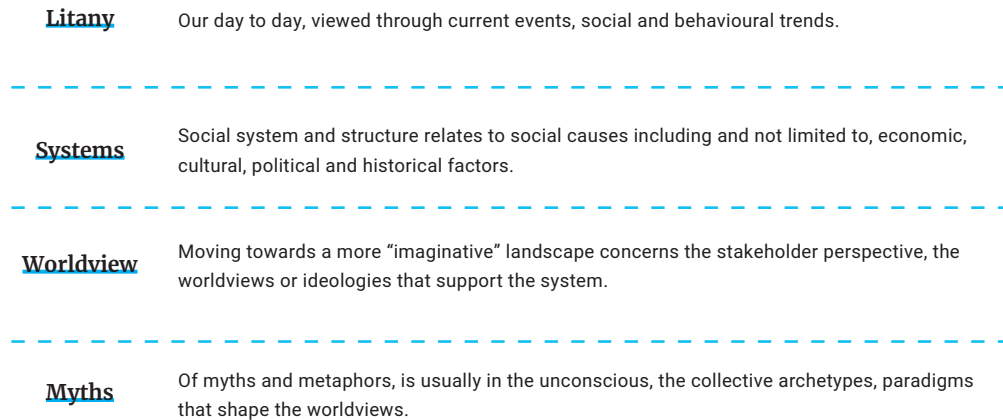 Litany
Our day to day, viewed through current events, social and behavioural trends.
Systems
Social system and structure relates to social causes including and not limited to, economic,
cultural, political and historical factors.
Worldview
Moving towards a more “imaginative” landscape concerns the stakeholder perspective, the
worldviews or ideologies that support the system.
Myths
Of myths and metaphors, is usually in the unconscious, the collective archetypes, paradigms
that shape the worldviews.